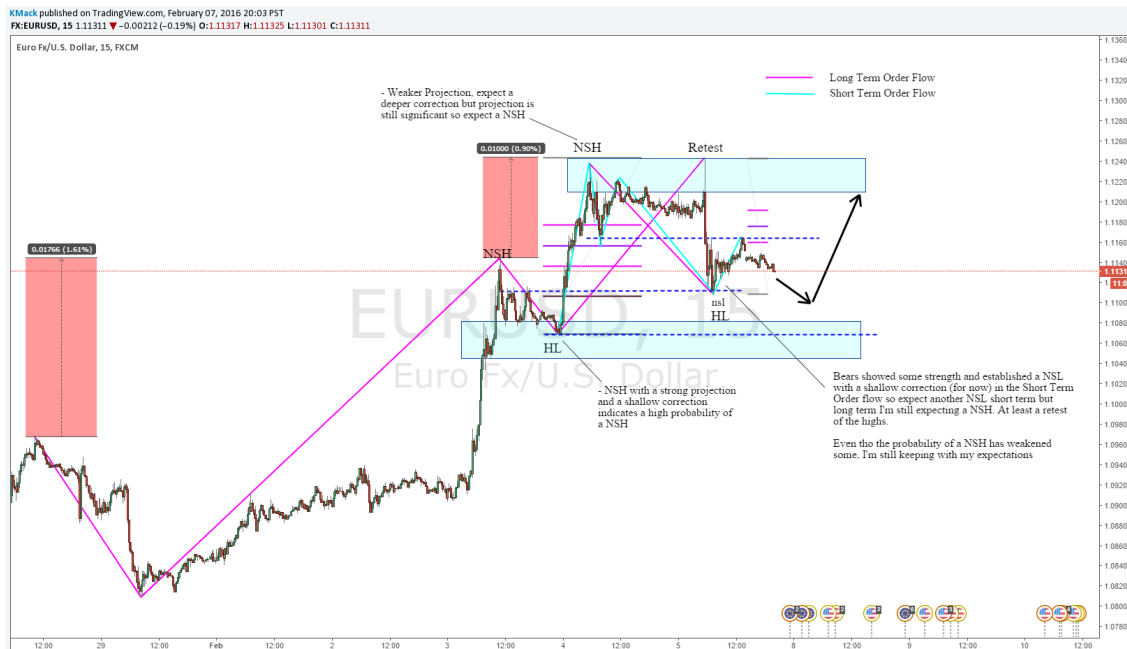 KMack published on TradingView.com, February 07, 2016 20:03 PST
FX:EURUSD, 15 1.11311 ▼ −0.00212 (−0.19%) O:1.11317 H:1.11325 L:1.11301 C:1.11311
Euro Fx/U.S. Dollar, 15, FXCM
Long Term Order Flow
Short Term Order Flow
- Weaker Projection, expect a
deeper correction but projection is
still significant so expect a NSH
NSH
Retest
0.01000 (0.90%)
0.01766 (1.61%)
NSH
EURUSD, 15
Euro Fx/U.S. Dollar
nsl
HL
HL
- NSH with a strong projection
and a shallow correction
indicates a high probability of
a NSH
Bears showed some strength and established a NSL
with a shallow correction (for now) in the Short Term
Order flow so expect another NSL short term but
long term I'm still expecting a NSH. At least a retest
of the highs.
Even tho the probability of a NSH has weakened
some, I'm still keeping with my expectations
1.1360
1.1340
1.1320
1.1300
1.1280
1.1260
1.1240
1.1220
1.1200
1.1180
1.1160
1.1140
1.1131
11:0
1.1100
1.1080
1.1060
1.1040
1.1020
1.1000
1.0980
1.0960
1.0940
1.0920
1.0900
1.0880
1.0860
1.0840
1.0820
1.0800
1.0780
12:00
29
12:00
Feb
12:00
2
12:00
3
12:00
4
12:00
5
12:00
8
12:00
9
12:00
10
12:00